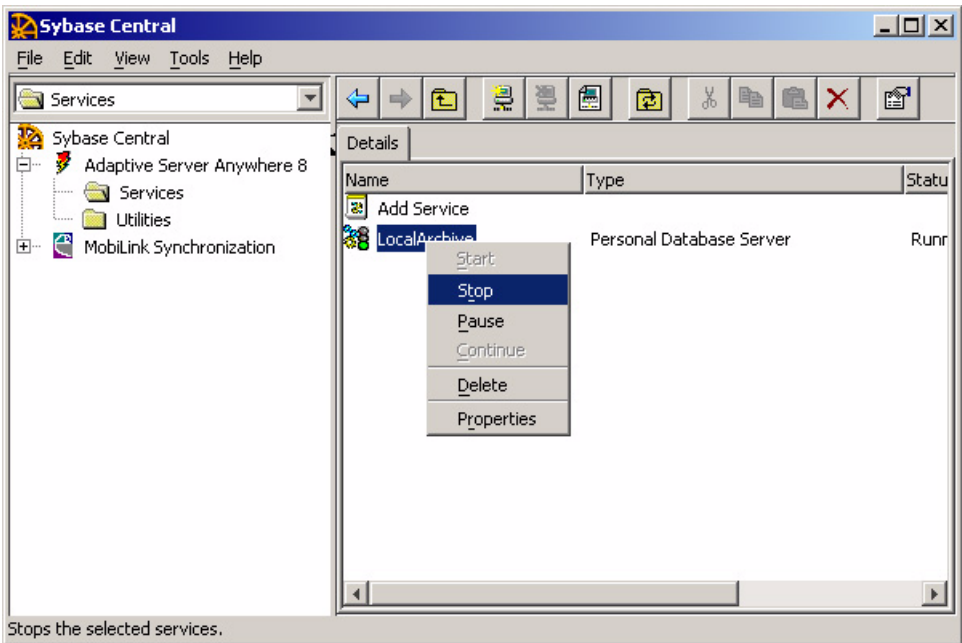 Sybase Central
File Edit View Tools Help
Services
Sybase Central
Adaptive Server Anywhere 8
Services
Utilities
MobiLink Synchronization
Details
Name Type Statu
Add Service
LocalArchive Personal Database Server Runr
Start
Stop
Pause
Continue
Delete
Properties
Stops the selected services.